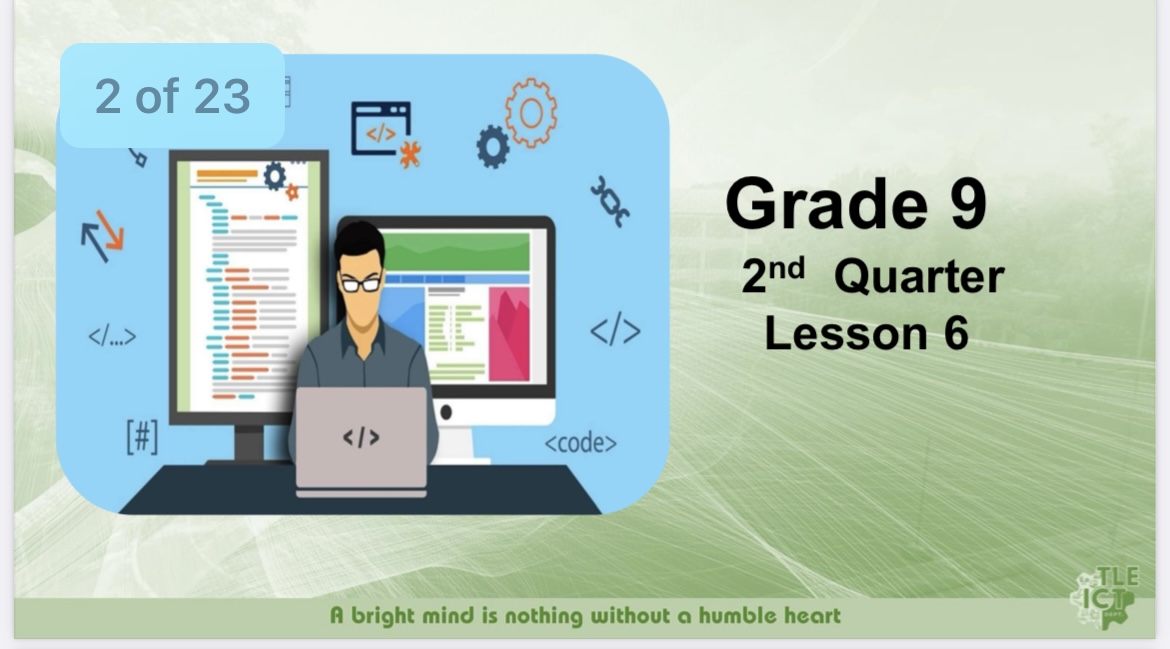 2 of 23
</>
</...>
[#]
</>
</>
<code>
Grade 9
2nd Quarter
Lesson 6
A bright mind is nothing without a humble heart
TLE
ICT